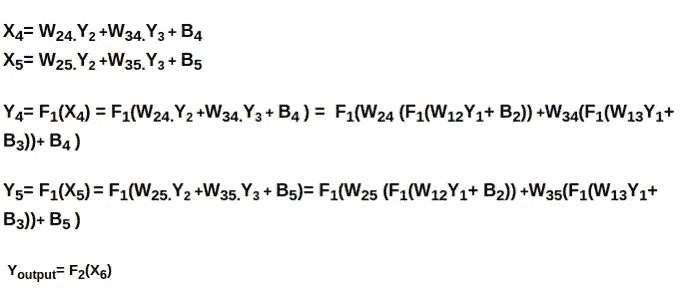 X₄= W₂₄.Y₂ +W₃₄.Y₃ + B₄
X₅= W₂₅.Y₂ +W₃₅.Y₃ + B₅
Y₄= F₁(X₄) = F₁(W₂₄.Y₂ +W₃₄.Y₃ + B₄ ) = F₁(W₂₄ (F₁(W₁₂Y₁+ B₂)) +W₃₄(F₁(W₁₃Y₁+
B₃))+ B₄ )
Y₅= F₁(X₅) = F₁(W₂₅.Y₂ +W₃₅.Y₃ + B₅)= F₁(W₂₅ (F₁(W₁₂Y₁+ B₂)) +W₃₅(F₁(W₁₃Y₁+
B₃))+ B₅ )
Yₒᵤₜₚᵤₜ= F₂(X₆)